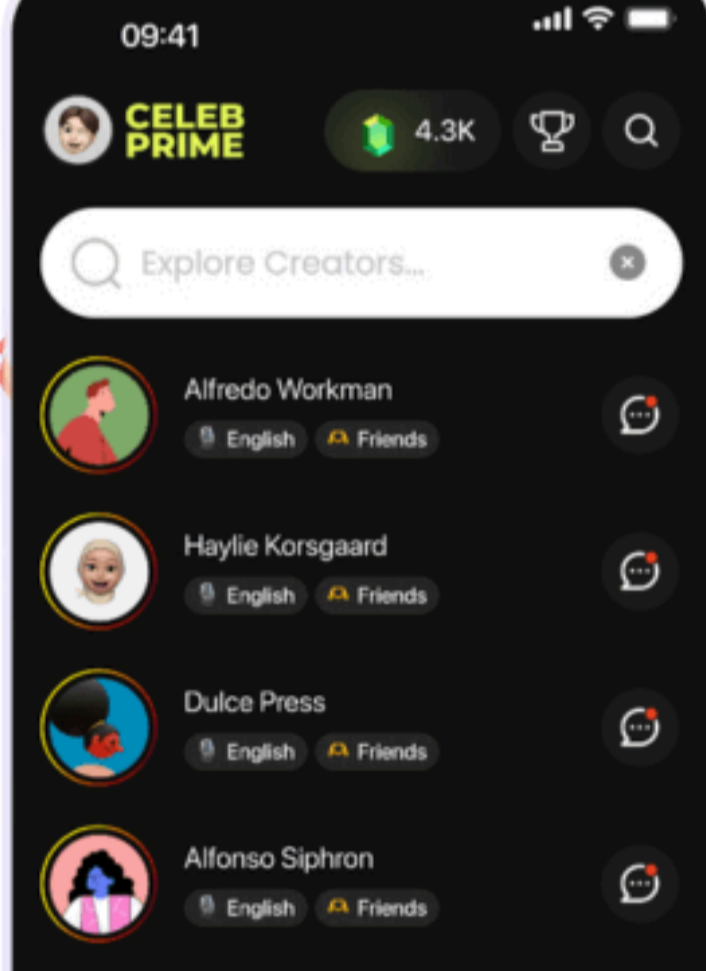 09:41
CELEB
PRIME
4.3K
Explore Creators...
Alfredo Workman
English Friends
Haylie Korsgaard
English Friends
Dulce Press
English Friends
Alfonso Siphron
English Friends